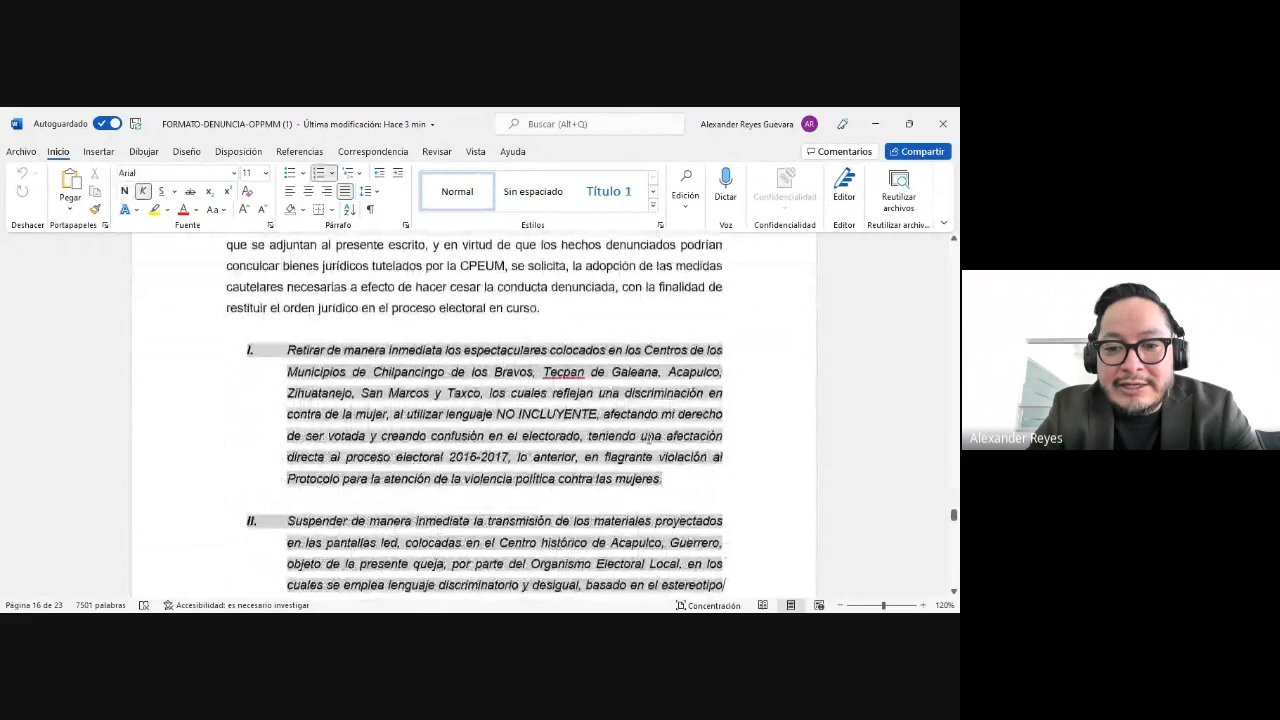 Autoguardado
FORMATO-DENUNCIA-OPPMM (1) - Última modificación: Hace 3 min
Buscar (Alt+Q)
Alexander Reyes Guevara
AR
Archivo Inicio Insertar Dibujar Diseño Disposición Referencias Correspondencia Revisar Vista Ayuda
Comentarios
Compartir
Pegar
Arial
11
N K S ab x₂ x²
A A Aa A A
Normal
Sin espaciado
Título 1
Edición
Dictar
Confidencialidad
Editor
Reutilizar
archivos
Deshacer Portapapeles Fuente Párrafo Estilos Voz Confidencialidad Editor Reutilizar archiv...
que se adjuntan al presente escrito, y en virtud de que los hechos denunciados podrían
conculcar bienes jurídicos tutelados por la CPEUM, se solicita, la adopción de las medidas
cautelares necesarias a efecto de hacer cesar la conducta denunciada, con la finalidad de
restituir el orden jurídico en el proceso electoral en curso.
I. Retirar de manera inmediata los espectaculares colocados en los Centros de los
Municipios de Chilpancingo de los Bravos, Tecpan de Galeana, Acapulco,
Zihuatanejo, San Marcos y Taxco, los cuales reflejan una discriminación en
contra de la mujer, al utilizar lenguaje NO INCLUYENTE, afectando mi derecho
de ser votada y creando confusión en el electorado, teniendo una afectación
directa al proceso electoral 2016-2017, lo anterior, en flagrante violación al
Protocolo para la atención de la violencia política contra las mujeres.
II. Suspender de manera inmediata la transmisión de los materiales proyectados
en las pantallas led, colocadas en el Centro histórico de Acapulco, Guerrero,
objeto de la presente queja, por parte del Organismo Electoral Local, en los
cuales se emplea lenguaje discriminatorio y desigual, basado en el estereotipo
Página 16 de 23 7501 palabras Accesibilidad: es necesario investigar
Concentración
120%
Alexander Reyes